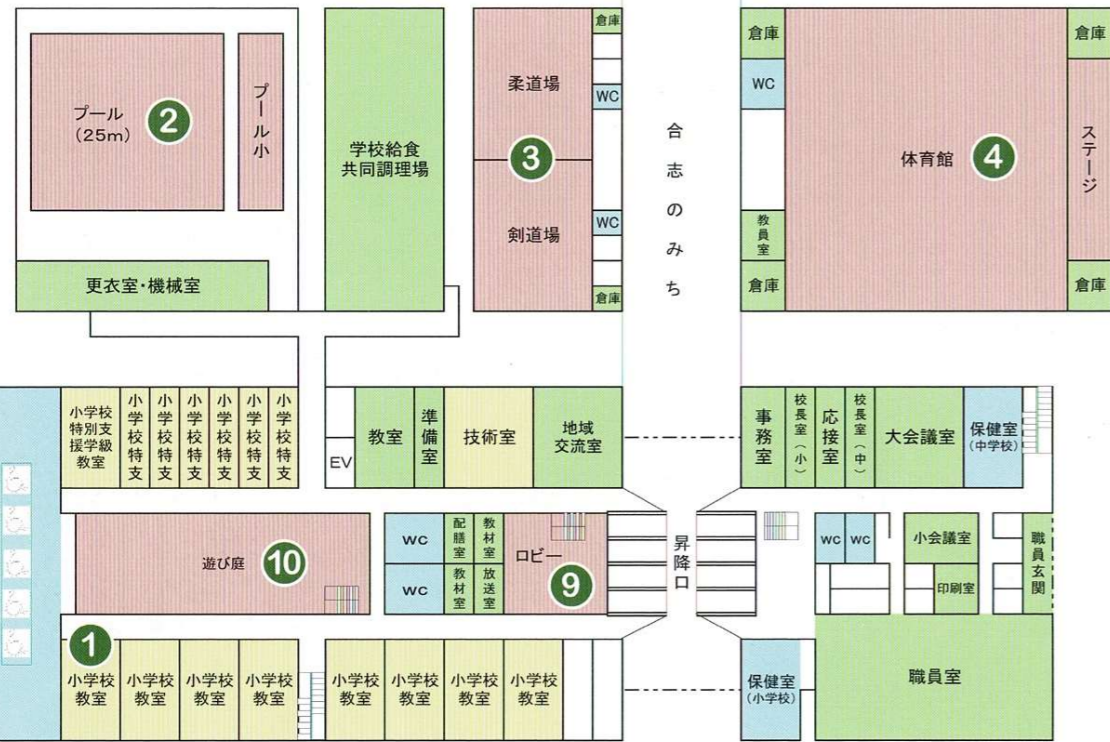 プール
(25m)
2
プール小
学校給食
共同調理場
更衣室・機械室
柔道場
3
剣道場
倉庫
WC
WC
倉庫
合志のみち
倉庫
WC
教員室
倉庫
体育館
4
倉庫
ステージ
倉庫
小学校
特別支
援学級
教室
小学校特支
小学校特支
小学校特支
小学校特支
小学校特支
小学校特支
EV
教室
準備室
技術室
地域
交流室
事務室
校長室(小)
応接室
校長室(中)
大会議室
保健室
(中学校)
遊び庭
10
WC
WC
配膳室
教材室
教材室
放送室
ロビー
9
昇降口
WC
WC
小会議室
印刷室
職員玄関
1
小学校
教室
小学校
教室
小学校
教室
小学校
教室
小学校
教室
小学校
教室
小学校
教室
小学校
教室
保健室
(小学校)
職員室